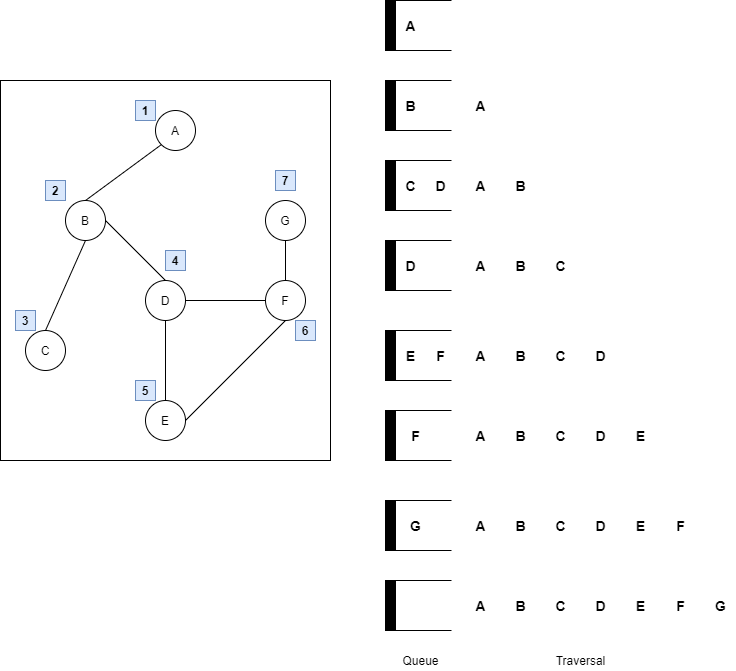 A
1
A
B A
2
7
C D A B
B
G
4
D A B C
D
F
3
6
C
E F A B C D
5
E
F A B C D E
G A B C D E F
A B C D E F G
Queue Traversal